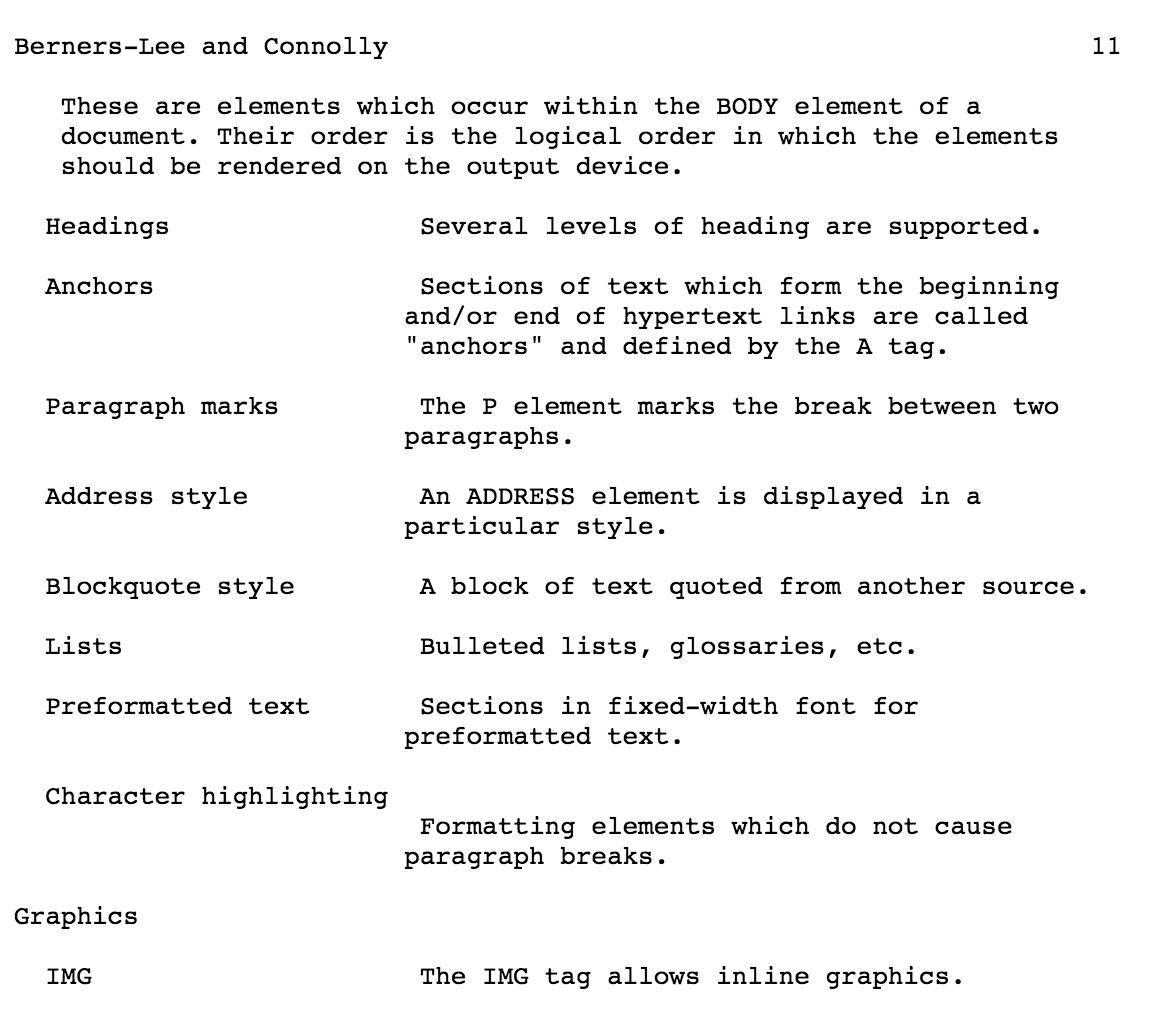 Berners-Lee and Connolly 11
These are elements which occur within the BODY element of a
document. Their order is the logical order in which the elements
should be rendered on the output device.
Headings Several levels of heading are supported.
Anchors Sections of text which form the beginning
and/or end of hypertext links are called
"anchors" and defined by the A tag.
Paragraph marks The P element marks the break between two
paragraphs.
Address style An ADDRESS element is displayed in a
particular style.
Blockquote style A block of text quoted from another source.
Lists Bulleted lists, glossaries, etc.
Preformatted text Sections in fixed-width font for
preformatted text.
Character highlighting
Formatting elements which do not cause
paragraph breaks.
Graphics
IMG The IMG tag allows inline graphics.